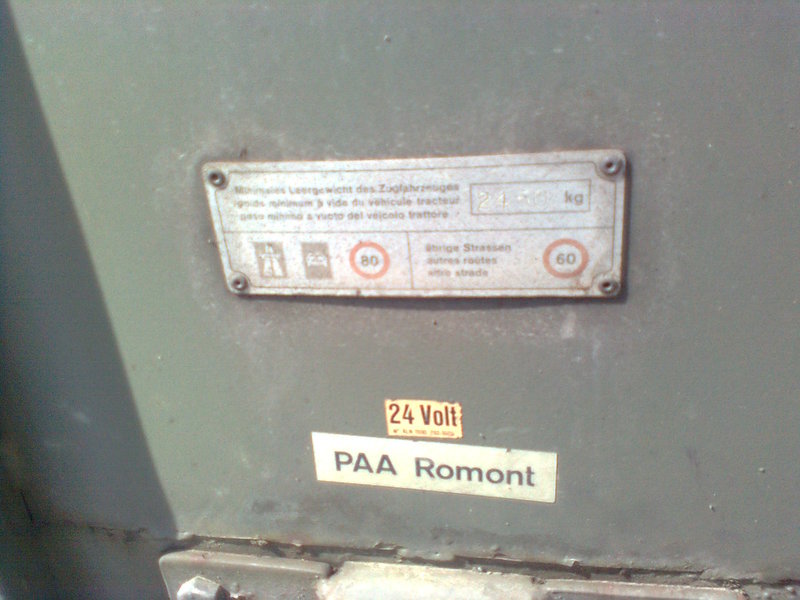 Minimales Leergewicht des Zugfahrzeuges
poids minimum à vide du véhicule tracteur
peso minimo a vuoto del veicolo trattore
kg
80
übrige Strassen
autres routes
altre strade
60
24 Volt
PAA Romont